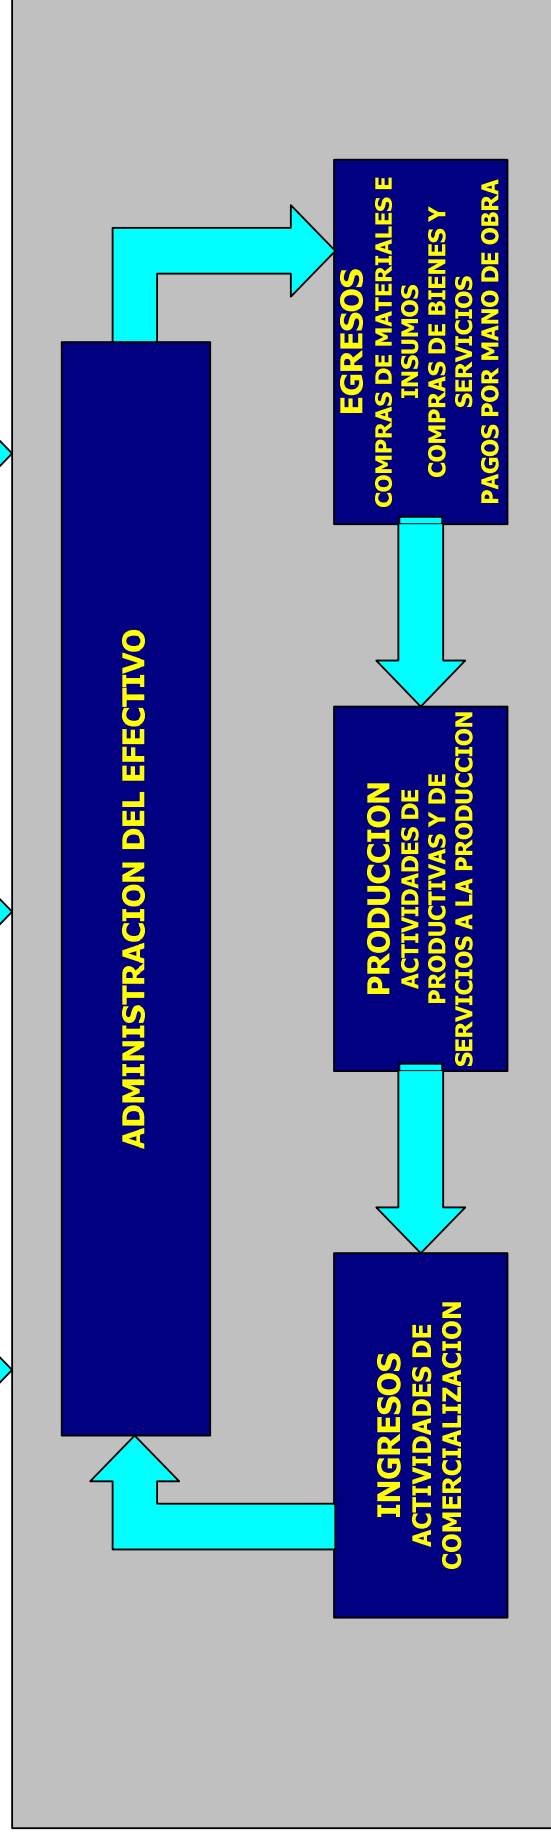 ADMINISTRACION DEL EFECTIVO
EGRESOS
COMPRAS DE MATERIALES E
INSUMOS
COMPRAS DE BIENES Y
SERVICIOS
PAGOS POR MANO DE OBRA
PRODUCCION
ACTIVIDADES DE
PRODUCTIVAS Y DE
SERVICIOS A LA PRODUCCION
INGRESOS
ACTIVIDADES DE
COMERCIALIZACION